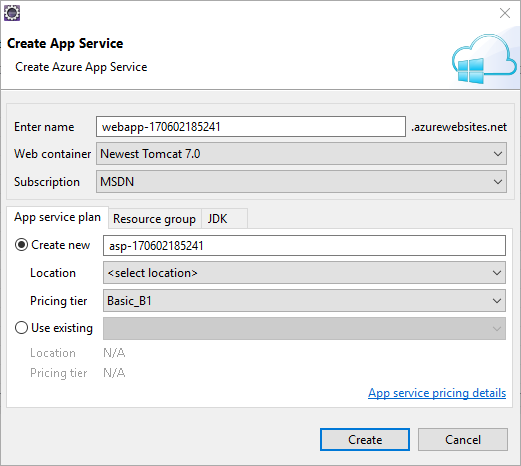 Create App Service
Create Azure App Service
Enter name webapp-170602185241 .azurewebsites.net
Web container Newest Tomcat 7.0
Subscription MSDN
App service plan Resource group JDK
Create new asp-170602185241
Location <select location>
Pricing tier Basic_B1
Use existing
Location N/A
Pricing tier N/A
App service pricing details
Create Cancel